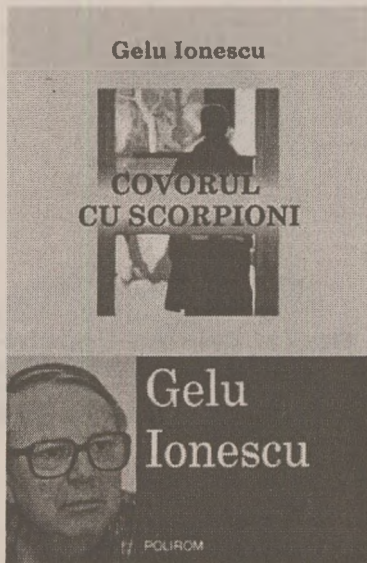 Gelu Ionescu
COVORUL
CU SCORPIONI
Gelu
Ionescu
POLIROM